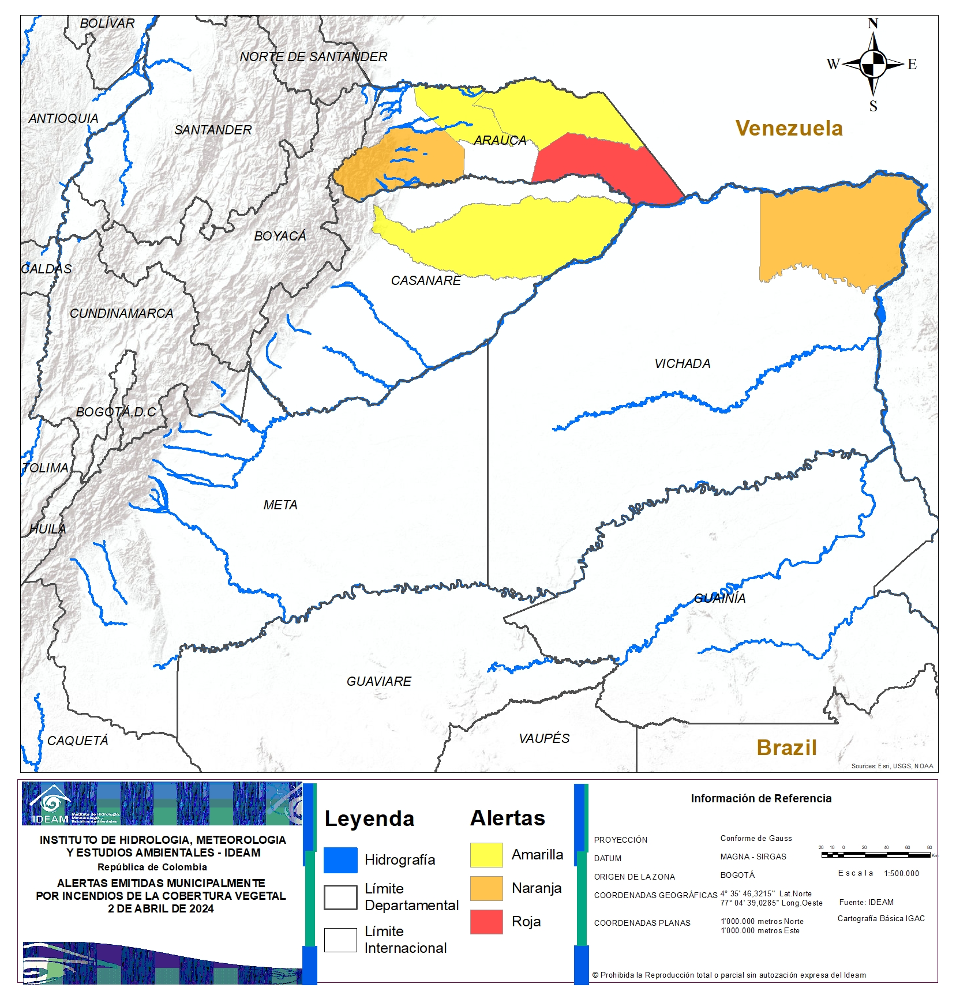 BOLÍVAR
NORTE DE SANTANDER
ANTIOQUIA
SANTANDER
ARAUCA
Venezuela
N
W
E
S
BOYACÁ
CALDAS
CASANARE
CUNDINAMARCA
VICHADA
BOGOTÁ,D.C
TOLIMA
META
HUILA
GUAINÍA
GUAVIARE
CAQUETÁ
VAUPÉS
Brazil
Sources: Esri, USGS, NOAA
IDEAM
Instituto de Hidrología,
Meteorología y
Estudios Ambientales
INSTITUTO DE HIDROLOGIA, METEOROLOGIA
Y ESTUDIOS AMBIENTALES - IDEAM
República de Colombia
ALERTAS EMITIDAS MUNICIPALMENTE
POR INCENDIOS DE LA COBERTURA VEGETAL
2 DE ABRIL DE 2024
Leyenda
Hidrografía
Límite
Departamental
Límite
Internacional
Alertas
Amarilla
Naranja
Roja
Información de Referencia
PROYECCIÓN Conforme de Gauss
DATUM MAGNA - SIRGAS
ORIGEN DE LA ZONA BOGOTÁ
COORDENADAS GEOGRÁFICAS 4° 35' 46,3215" Lat.Norte
77° 04' 39,0285" Long.Oeste
COORDENADAS PLANAS 1'000.000 metros Norte
1'000.000 metros Este
20 10 0 20 40 60 80
Km
Escala 1:500.000
Fuente: IDEAM
Cartografía Básica IGAC
© Prohibida la Reproducción total o parcial sin autozación expresa del Ideam